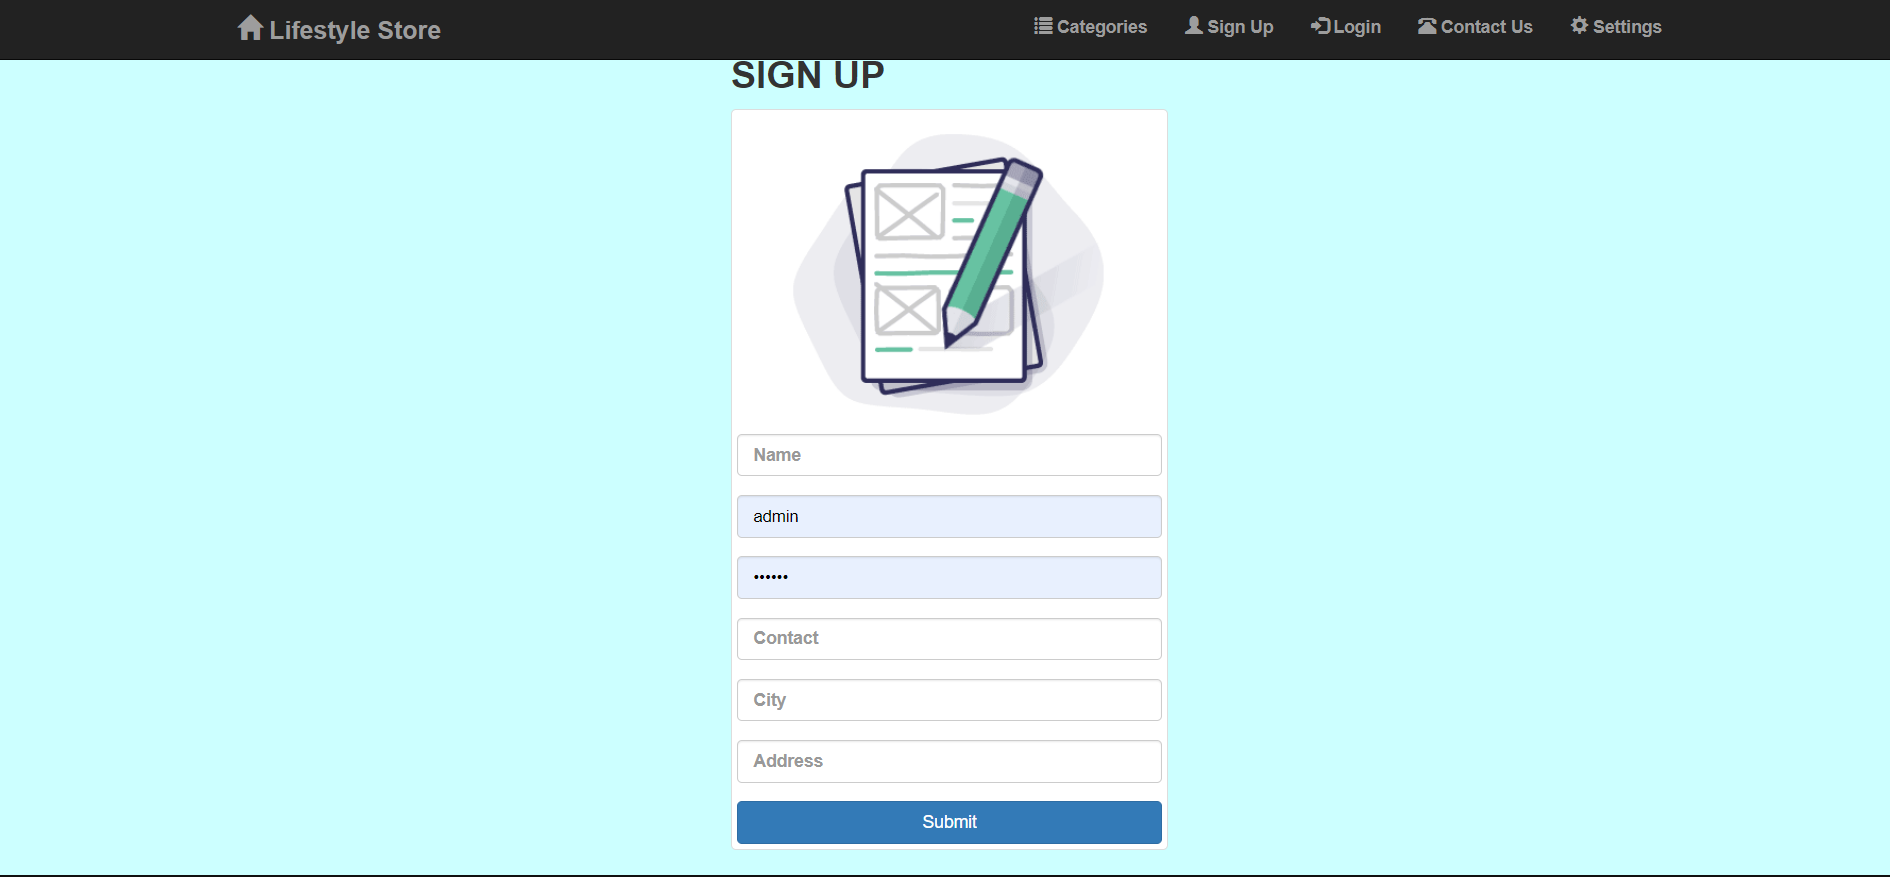 Lifestyle Store
Categories
Sign Up
Login
Contact Us
Settings
SIGN UP
Name
admin
••••••
Contact
City
Address
Submit